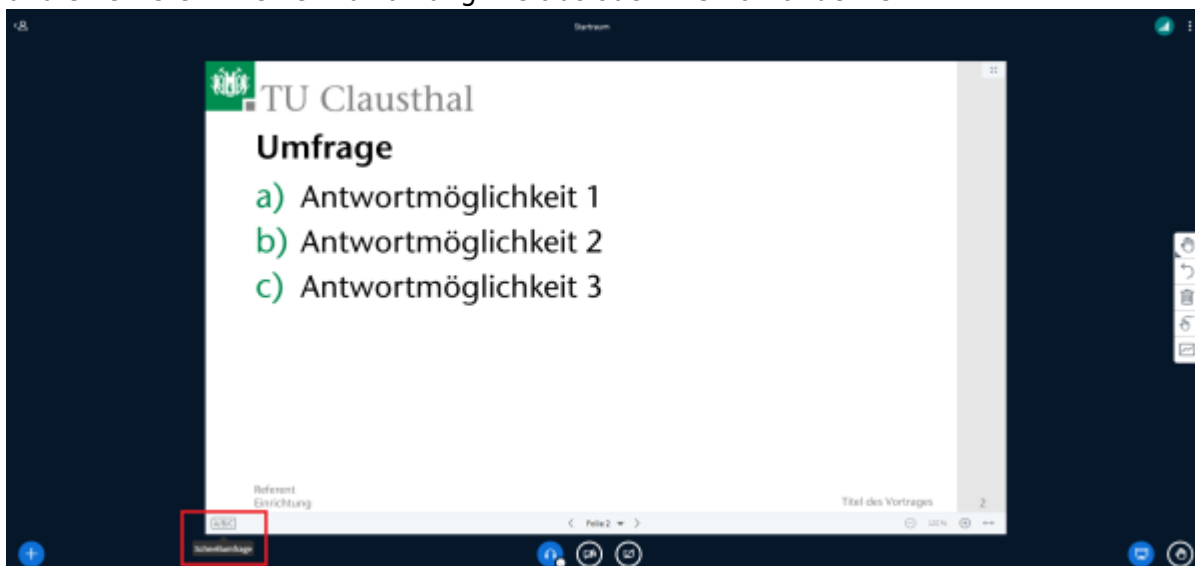 Startraum
TU Clausthal
Umfrage
a) Antwortmöglichkeit 1
b) Antwortmöglichkeit 2
c) Antwortmöglichkeit 3
Referent
Einrichtung
Titel des Vortrages 2
A/B/C Folie 2 100%
Schnellumfrage